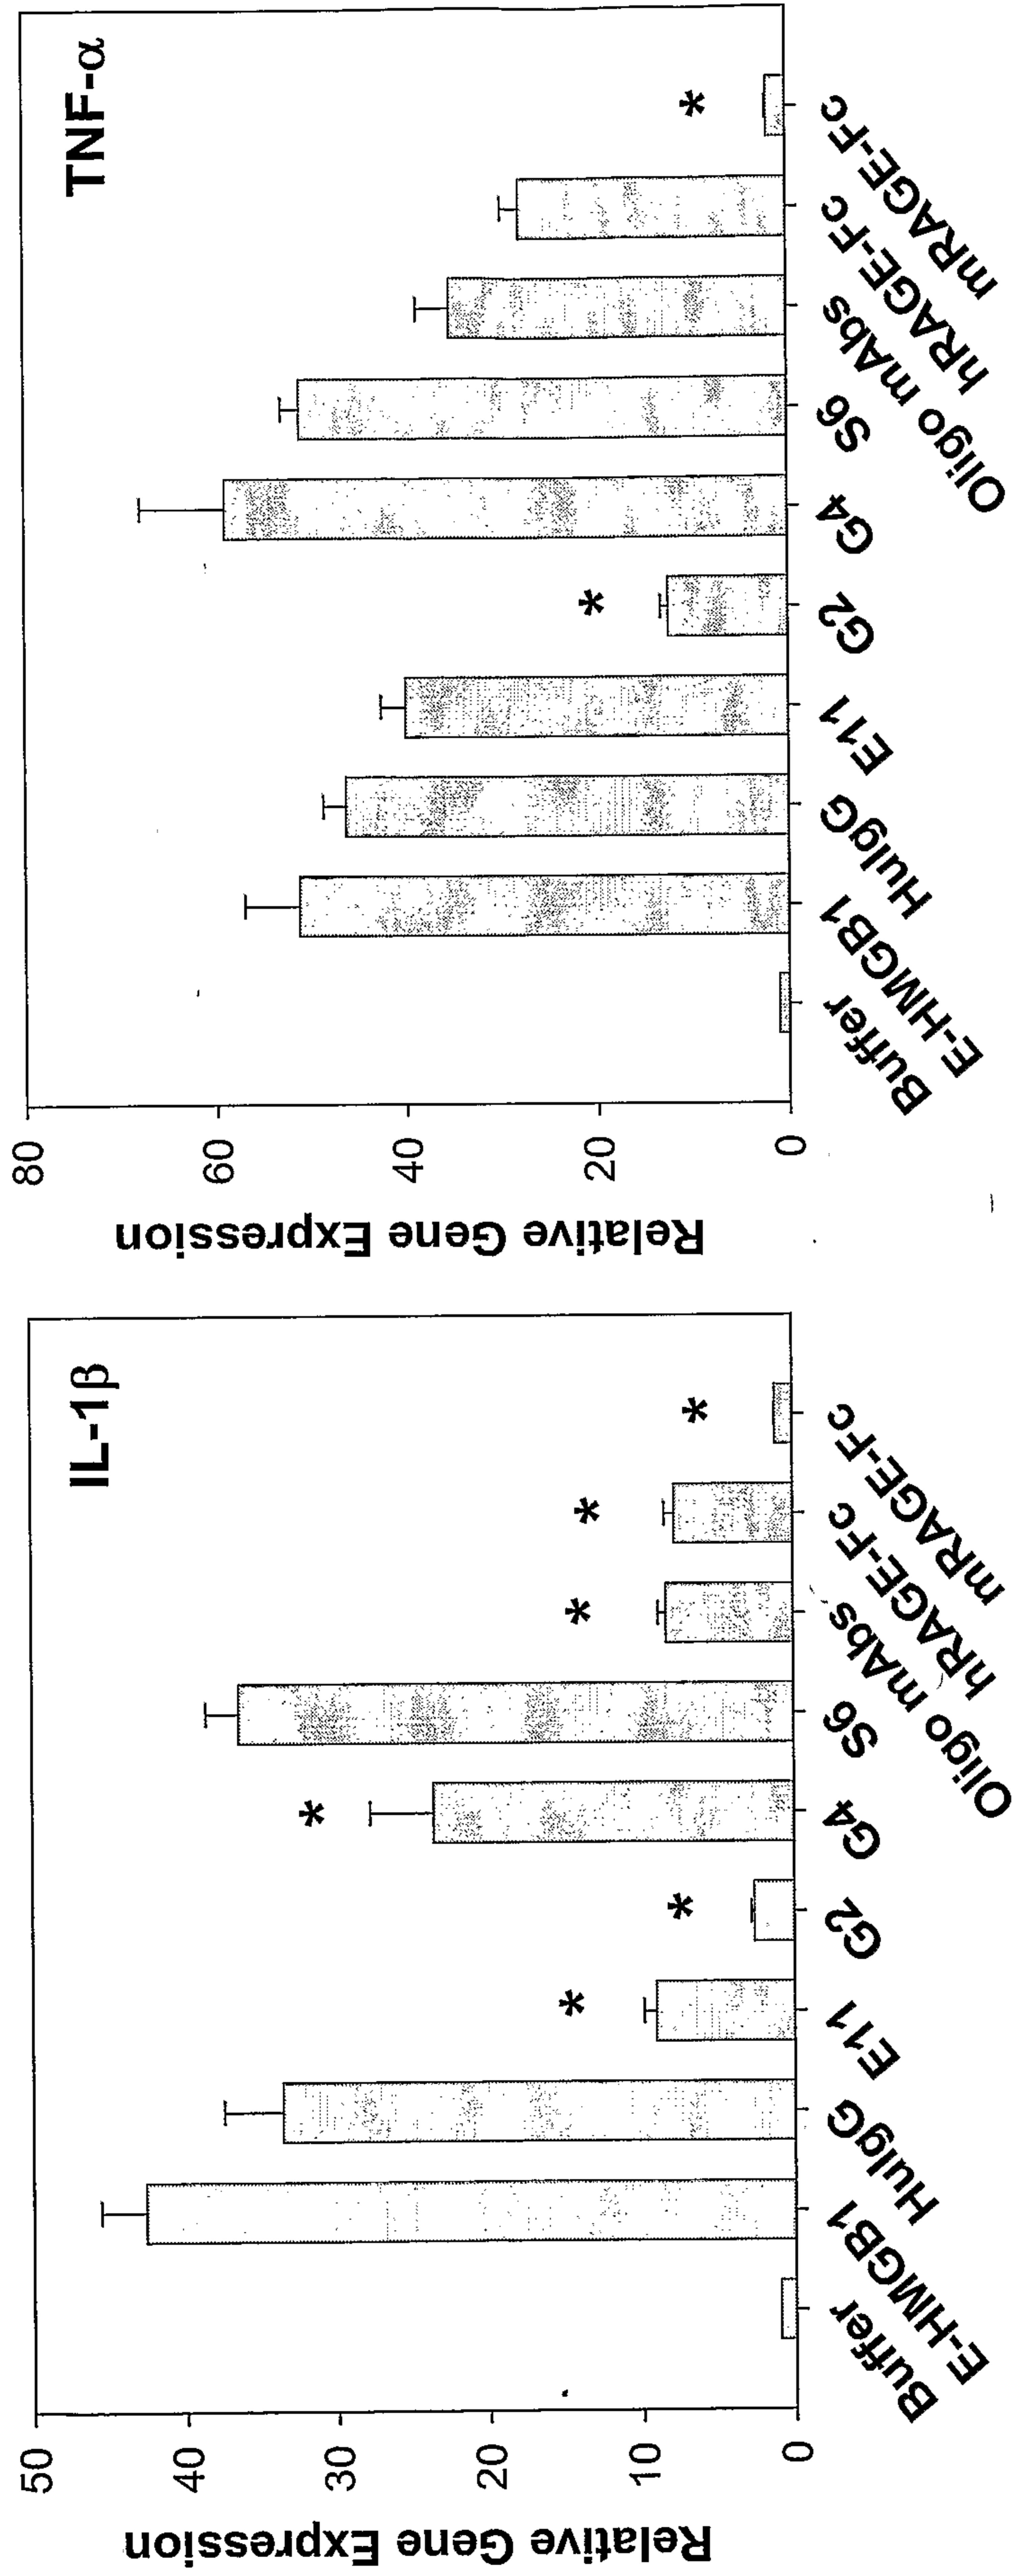 IL-1β
Relative Gene Expression
50
40
30
20
10
0
*
*
*
*
*
*
Buffer
E-HMGB1
HuIgG
E11
G2
G4
S6
Oligo mAbs
hRAGE-Fc
mRAGE-Fc
TNF-α
Relative Gene Expression
80
60
40
20
0
*
*
Buffer
E-HMGB1
HuIgG
E11
G2
G4
S6
Oligo mAbs
hRAGE-Fc
mRAGE-Fc